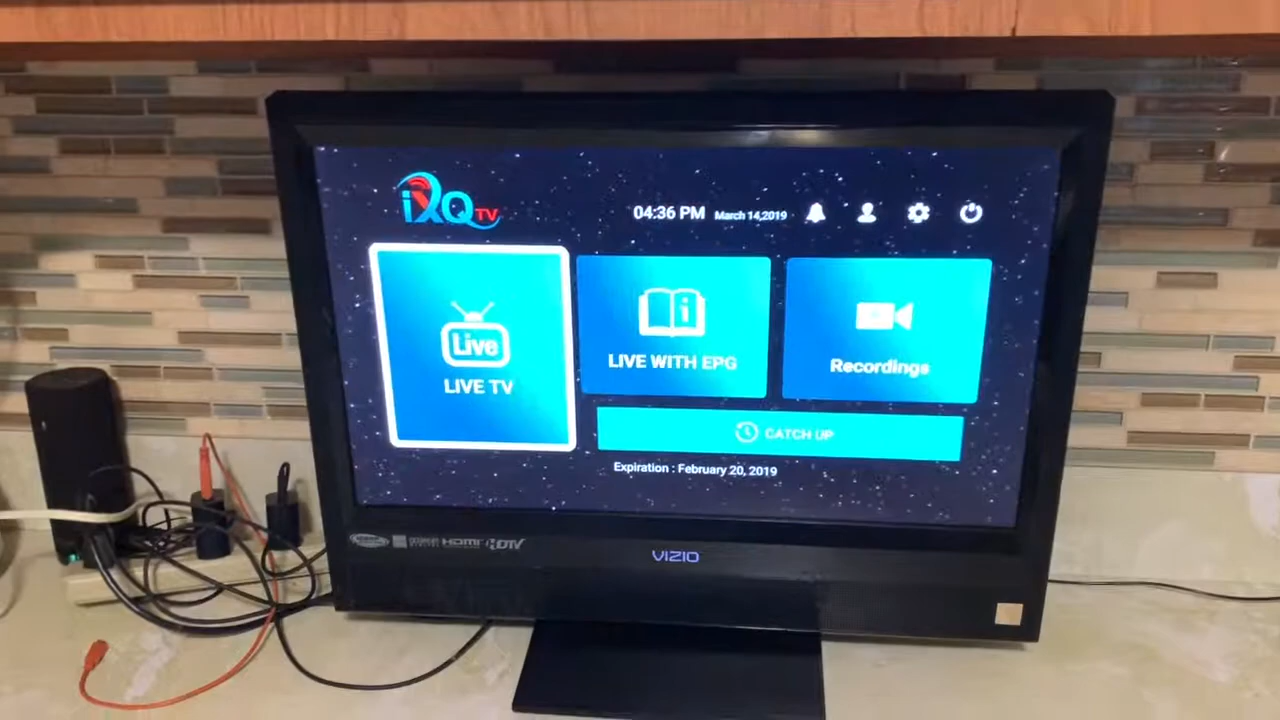 iXQ TV
04:36 PM March 14,2019
Live
LIVE TV
i
LIVE WITH EPG
Recordings
CATCH UP
Expiration : February 20, 2019
HDMI HDTV
VIZIO